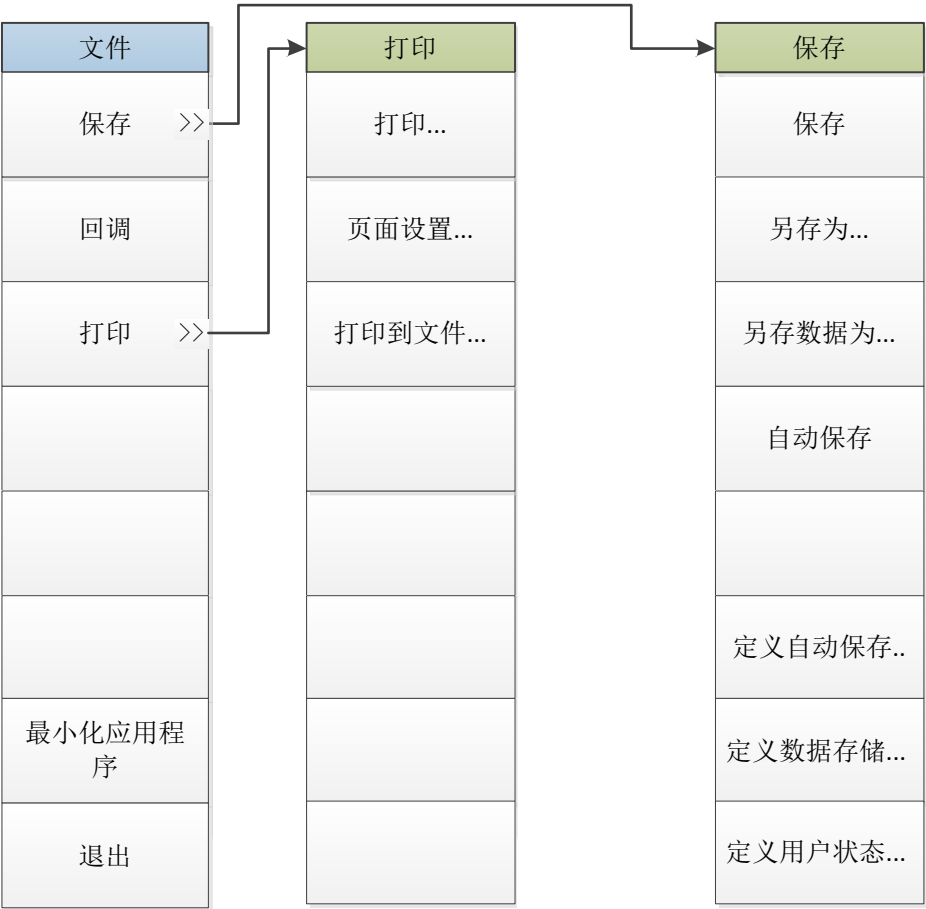 文件
保存 >>
回调
打印 >>
最小化应用程
序
退出
打印
打印...
页面设置...
打印到文件...
保存
保存
另存为...
另存数据为...
自动保存
定义自动保存..
定义数据存储...
定义用户状态...